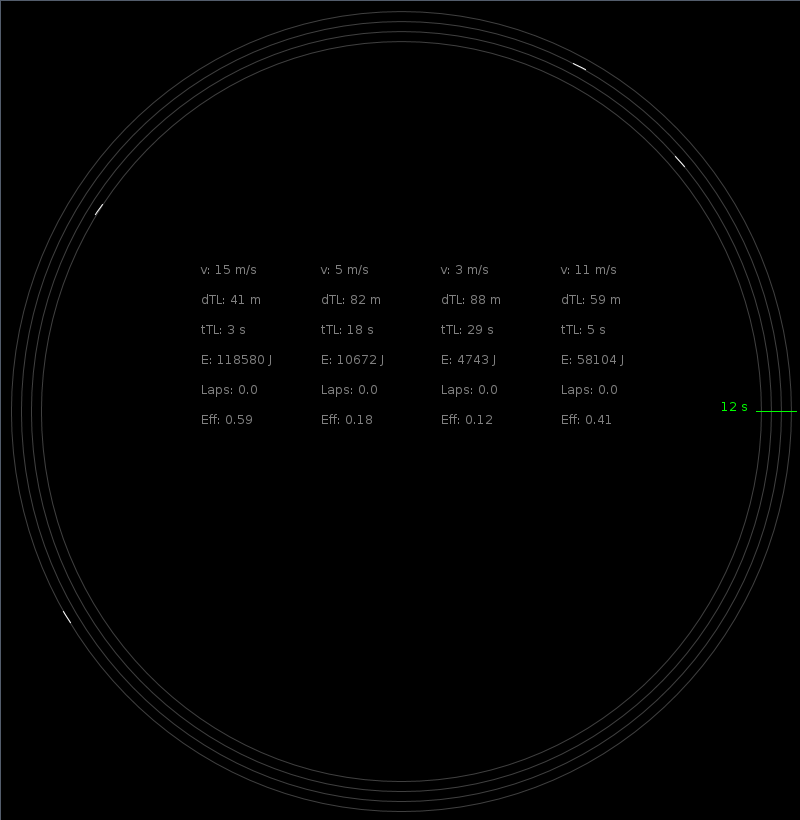 v: 15 m/s v: 5 m/s v: 3 m/s v: 11 m/s
dTL: 41 m dTL: 82 m dTL: 88 m dTL: 59 m
tTL: 3 s tTL: 18 s tTL: 29 s tTL: 5 s
E: 118580 J E: 10672 J E: 4743 J E: 58104 J
Laps: 0.0 Laps: 0.0 Laps: 0.0 Laps: 0.0
12 s
Eff: 0.59 Eff: 0.18 Eff: 0.12 Eff: 0.41